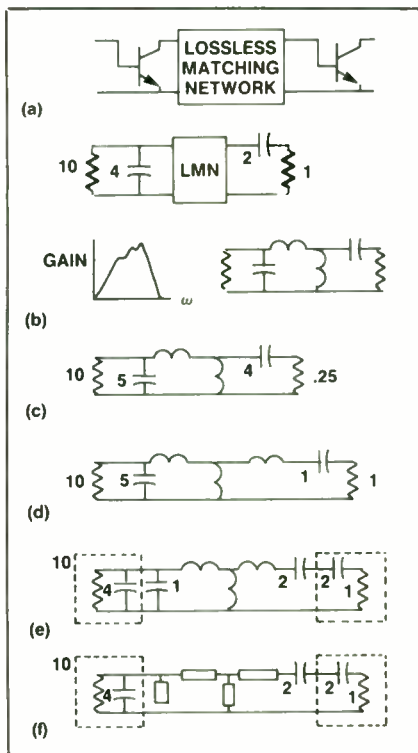 LOSSLESS
MATCHING
NETWORK
(a)
10
4
LMN
2
1
GAIN
ω
(b)
10
5
4
.25
(c)
10
5
1
1
(d)
10
4
1
2
2
1
(e)
10
4
2
2
1
(f)